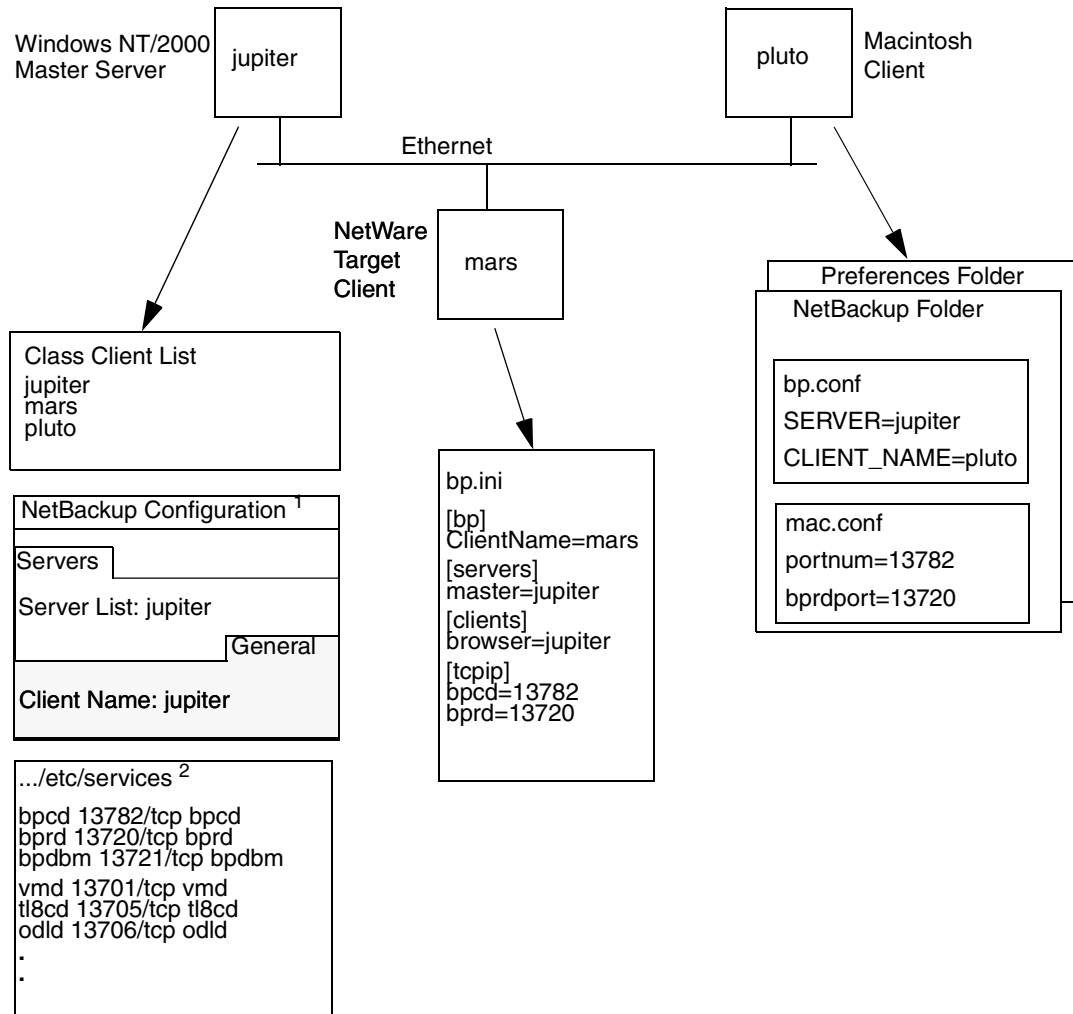 Windows NT/2000
Master Server
jupiter
pluto
Macintosh
Client
Ethernet
NetWare
Target
Client
mars
Class Client List
jupiter
mars
pluto
NetBackup Configuration 1
Servers
Server List: jupiter
General
Client Name: jupiter
.../etc/services 2
bpcd 13782/tcp bpcd
bprd 13720/tcp bprd
bpdbm 13721/tcp bpdbm
vmd 13701/tcp vmd
tl8cd 13705/tcp tl8cd
odld 13706/tcp odld
.
.
bp.ini
[bp]
ClientName=mars
[servers]
master=jupiter
[clients]
browser=jupiter
[tcpip]
bpcd=13782
bprd=13720
Preferences Folder
NetBackup Folder
bp.conf
SERVER=jupiter
CLIENT_NAME=pluto
mac.conf
portnum=13782
bprdport=13720